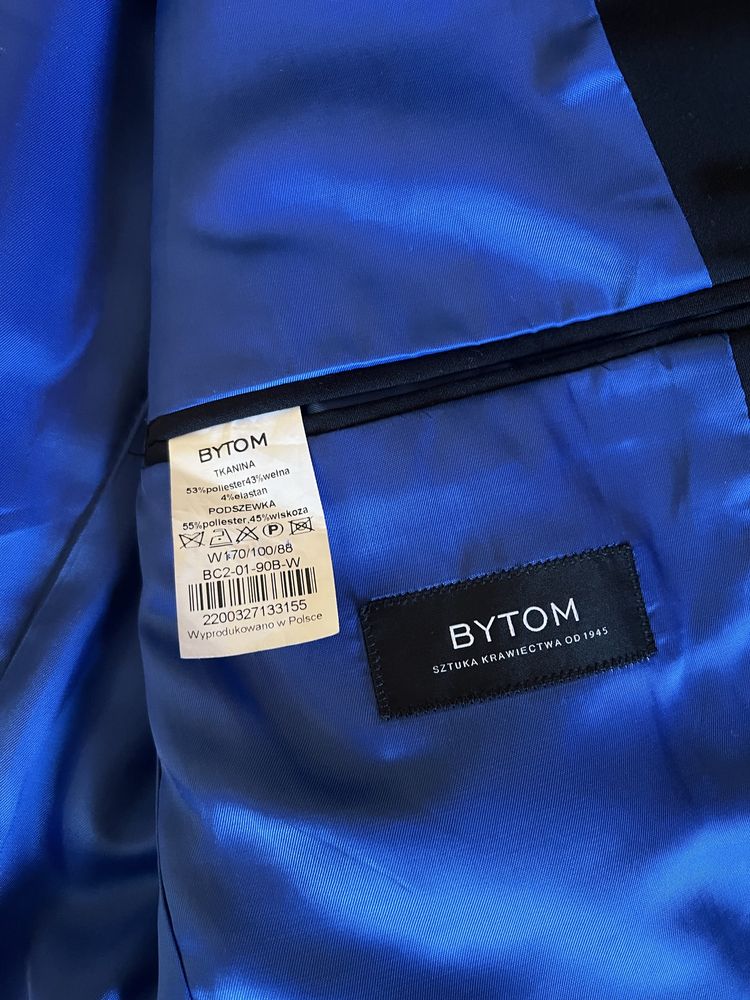 BYTOM
TKANINA
53%poliester43%wełna
4%elastan
PODSZEWKA
55%poliester,45%wiskoza
P
W170/100/88
BC2-01-90B-W
2200327133155
Wyprodukowano w Polsce
BYTOM
SZTUKA KRAWIECTWA OD 1945